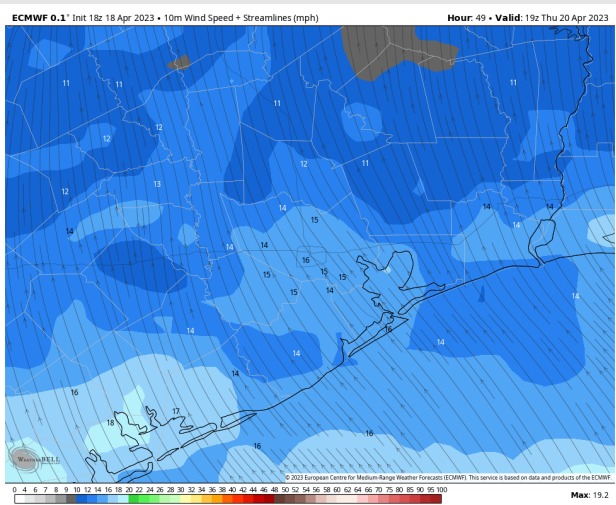 ECMWF 0.1° Init 18z 18 Apr 2023 • 10m Wind Speed + Streamlines (mph) Hour: 49 • Valid: 19z Thu 20 Apr 2023
11 11 11 11
12
12
12 11
13
12
14 14 14
15 14
14
14 14
16
15 15 15
15 14 14
16
14 14
14
14
16
17
18
16 16
WeatherBELL
© 2023 European Centre for Medium-Range Weather Forecasts (ECMWF). This service is based on data and products of the ECMWF.
0 4 6 7 8 9 10 12 14 16 18 20 22 24 26 28 30 32 34 36 38 40 42 44 46 48 50 52 54 56 58 60 62 64 66 70 75 80 85 90 95 100
Max: 19.2